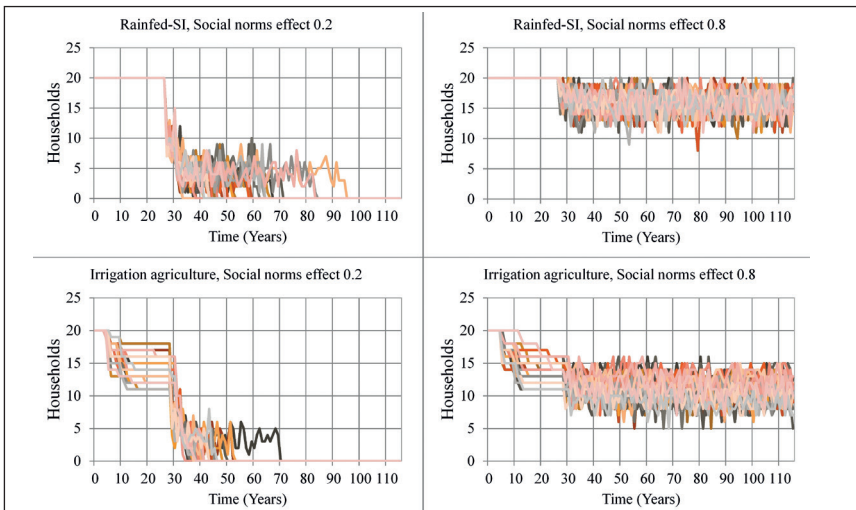 Rainfed-SI, Social norms effect 0.2
25
20
15
10
5
0
Households
0 10 20 30 40 50 60 70 80 90 100 110
Time (Years)
Rainfed-SI, Social norms effect 0.8
25
20
15
10
5
0
Households
0 10 20 30 40 50 60 70 80 90 100 110
Time (Years)
Irrigation agriculture, Social norms effect 0.2
25
20
15
10
5
0
Households
0 10 20 30 40 50 60 70 80 90 100 110
Time (Years)
Irrigation agriculture, Social norms effect 0.8
25
20
15
10
5
0
Households
0 10 20 30 40 50 60 70 80 90 100 110
Time (Years)